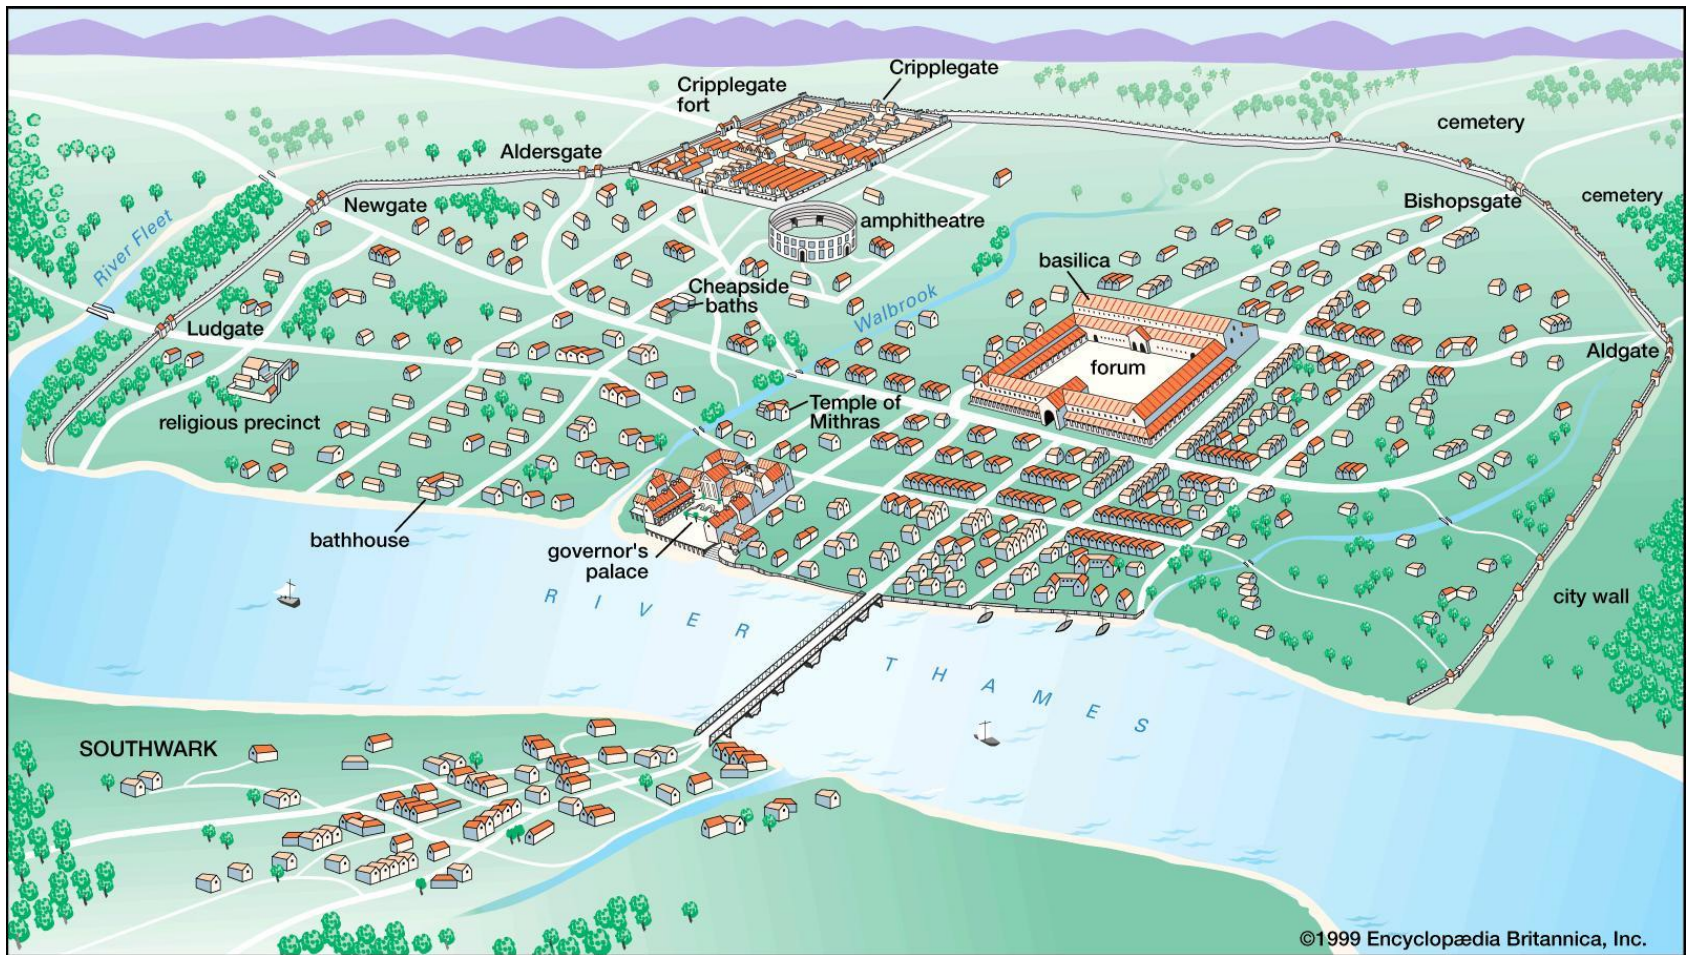 Cripplegate
Cripplegate
fort
cemetery
Aldersgate
cemetery
Newgate
Bishopsgate
amphitheatre
River Fleet
basilica
Cheapside
baths
Walbrook
Ludgate
Aldgate
forum
Temple of
Mithras
religious precinct
bathhouse
governor's
palace
city wall
RIVER THAMES
SOUTHWARK
©1999 Encyclopædia Britannica, Inc.